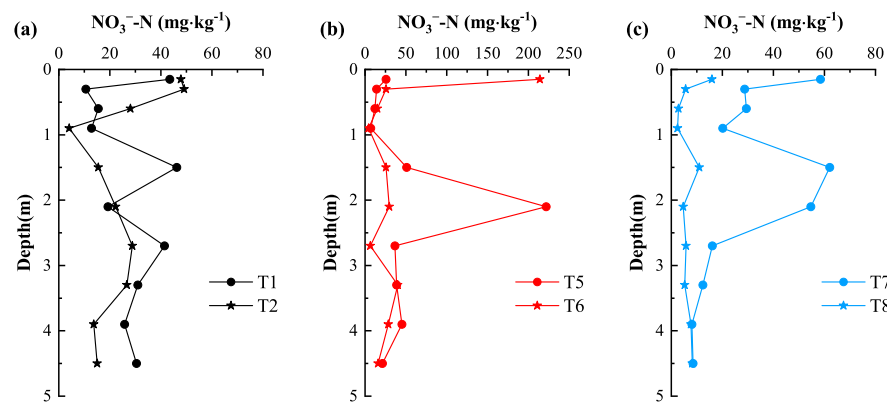 (a) NO₃⁻-N (mg·kg⁻¹)
0 20 40 60 80
0
1
2
3
4
5
Depth(m)
T1
T2
(b) NO₃⁻-N (mg·kg⁻¹)
0 50 100 150 200 250
0
1
2
3
4
5
Depth(m)
T5
T6
(c) NO₃⁻-N (mg·kg⁻¹)
0 20 40 60 80
0
1
2
3
4
5
Depth(m)
T7
T8